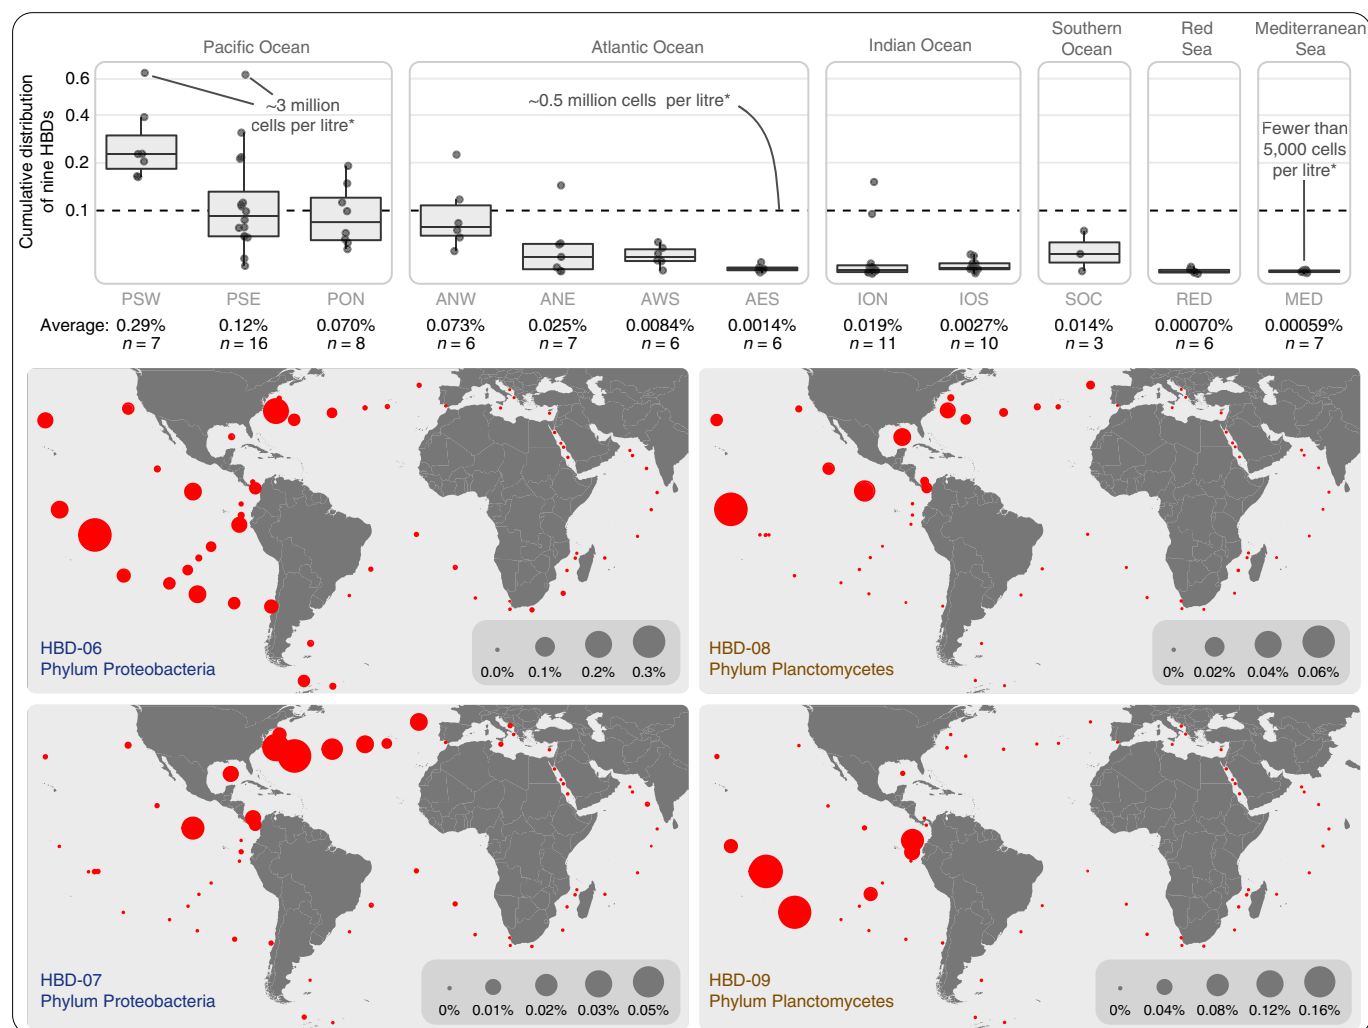 Pacific Ocean
Atlantic Ocean
Indian Ocean
Southern
Ocean
Red
Sea
Mediterranean
Sea
Cumulative distribution
of nine HBDs
0.6
0.4
0.2
0.1
~3 million
cells per litre*
~0.5 million cells per litre*
Fewer than
5,000 cells
per litre*
PSW PSE PON ANW ANE AWS AES ION IOS SOC RED MED
Average: 0.29% 0.12% 0.070% 0.073% 0.025% 0.0084% 0.0014% 0.019% 0.0027% 0.014% 0.00070% 0.00059%
n = 7 n = 16 n = 8 n = 6 n = 7 n = 6 n = 6 n = 11 n = 10 n = 3 n = 6 n = 7
HBD-06
Phylum Proteobacteria
0.0% 0.1% 0.2% 0.3%
HBD-08
Phylum Planctomycetes
0% 0.02% 0.04% 0.06%
HBD-07
Phylum Proteobacteria
0% 0.01% 0.02% 0.03% 0.05%
HBD-09
Phylum Planctomycetes
0% 0.04% 0.08% 0.12% 0.16%